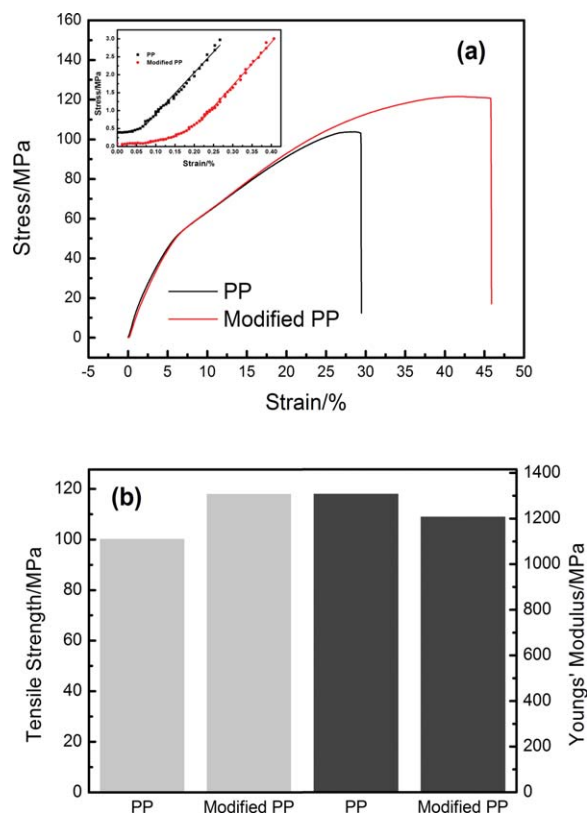 (a)
Stress/MPa
160
140
120
100
80
60
40
20
0
-5 0 5 10 15 20 25 30 35 40 45 50
Strain/%
PP
Modified PP
Stress/MPa
3.0
2.5
2.0
1.5
1.0
0.5
0.0
0.00 0.05 0.10 0.15 0.20 0.25 0.30 0.35 0.40
Strain/%
PP
Modified PP
(b)
Tensile Strength/MPa
120
100
80
60
40
20
0
PP Modified PP PP Modified PP
1400
1200
1000
800
600
400
200
0
Youngs' Modulus/MPa